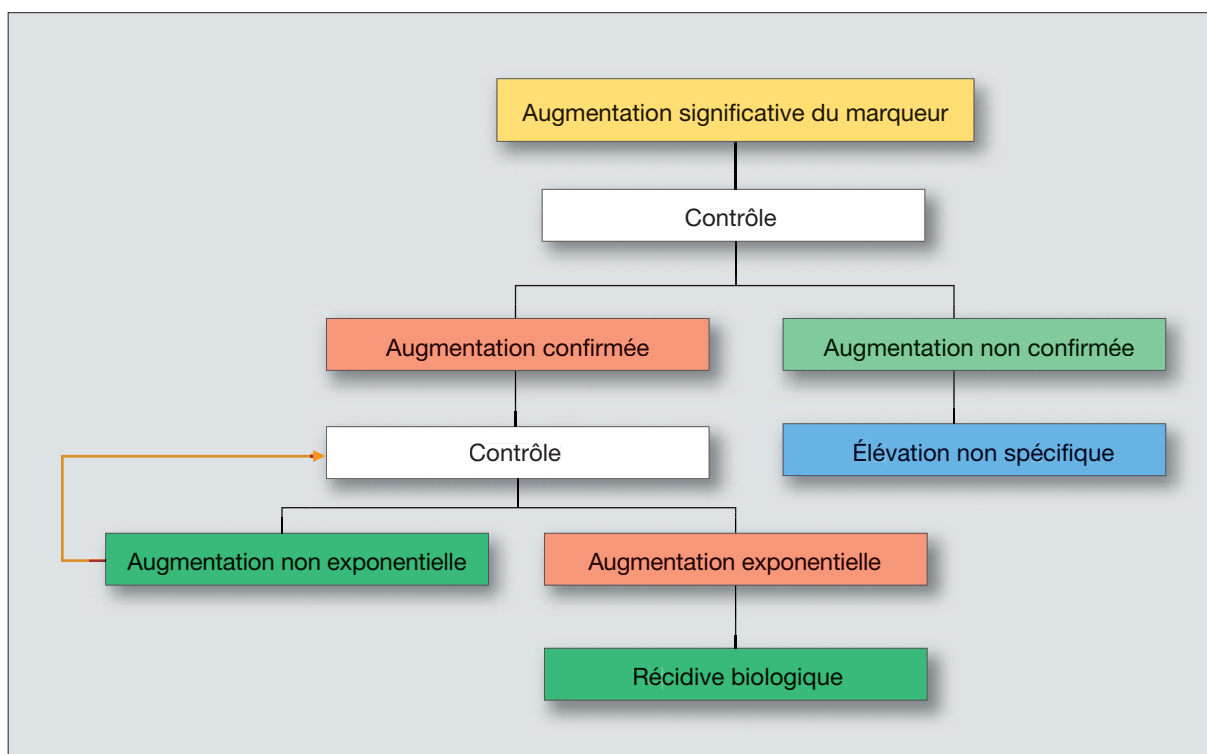 Augmentation significative du marqueur
Contrôle
Augmentation confirmée
Augmentation non confirmée
Contrôle
Élévation non spécifique
Augmentation non exponentielle
Augmentation exponentielle
Récidive biologique